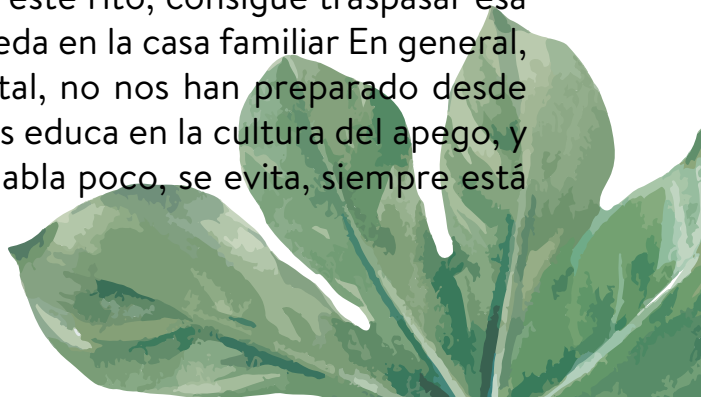 este rito, consigue traspasar esa
eda en la casa familiar En general,
tal, no nos han preparado desde
s educa en la cultura del apego, y
abla poco, se evita, siempre está